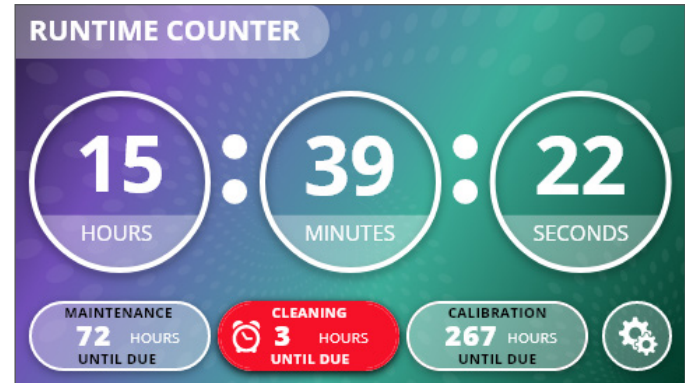 RUNTIME COUNTER
15 : 39 : 22
HOURS MINUTES SECONDS
MAINTENANCE
72 HOURS
UNTIL DUE
CLEANING
3 HOURS
UNTIL DUE
CALIBRATION
267 HOURS
UNTIL DUE